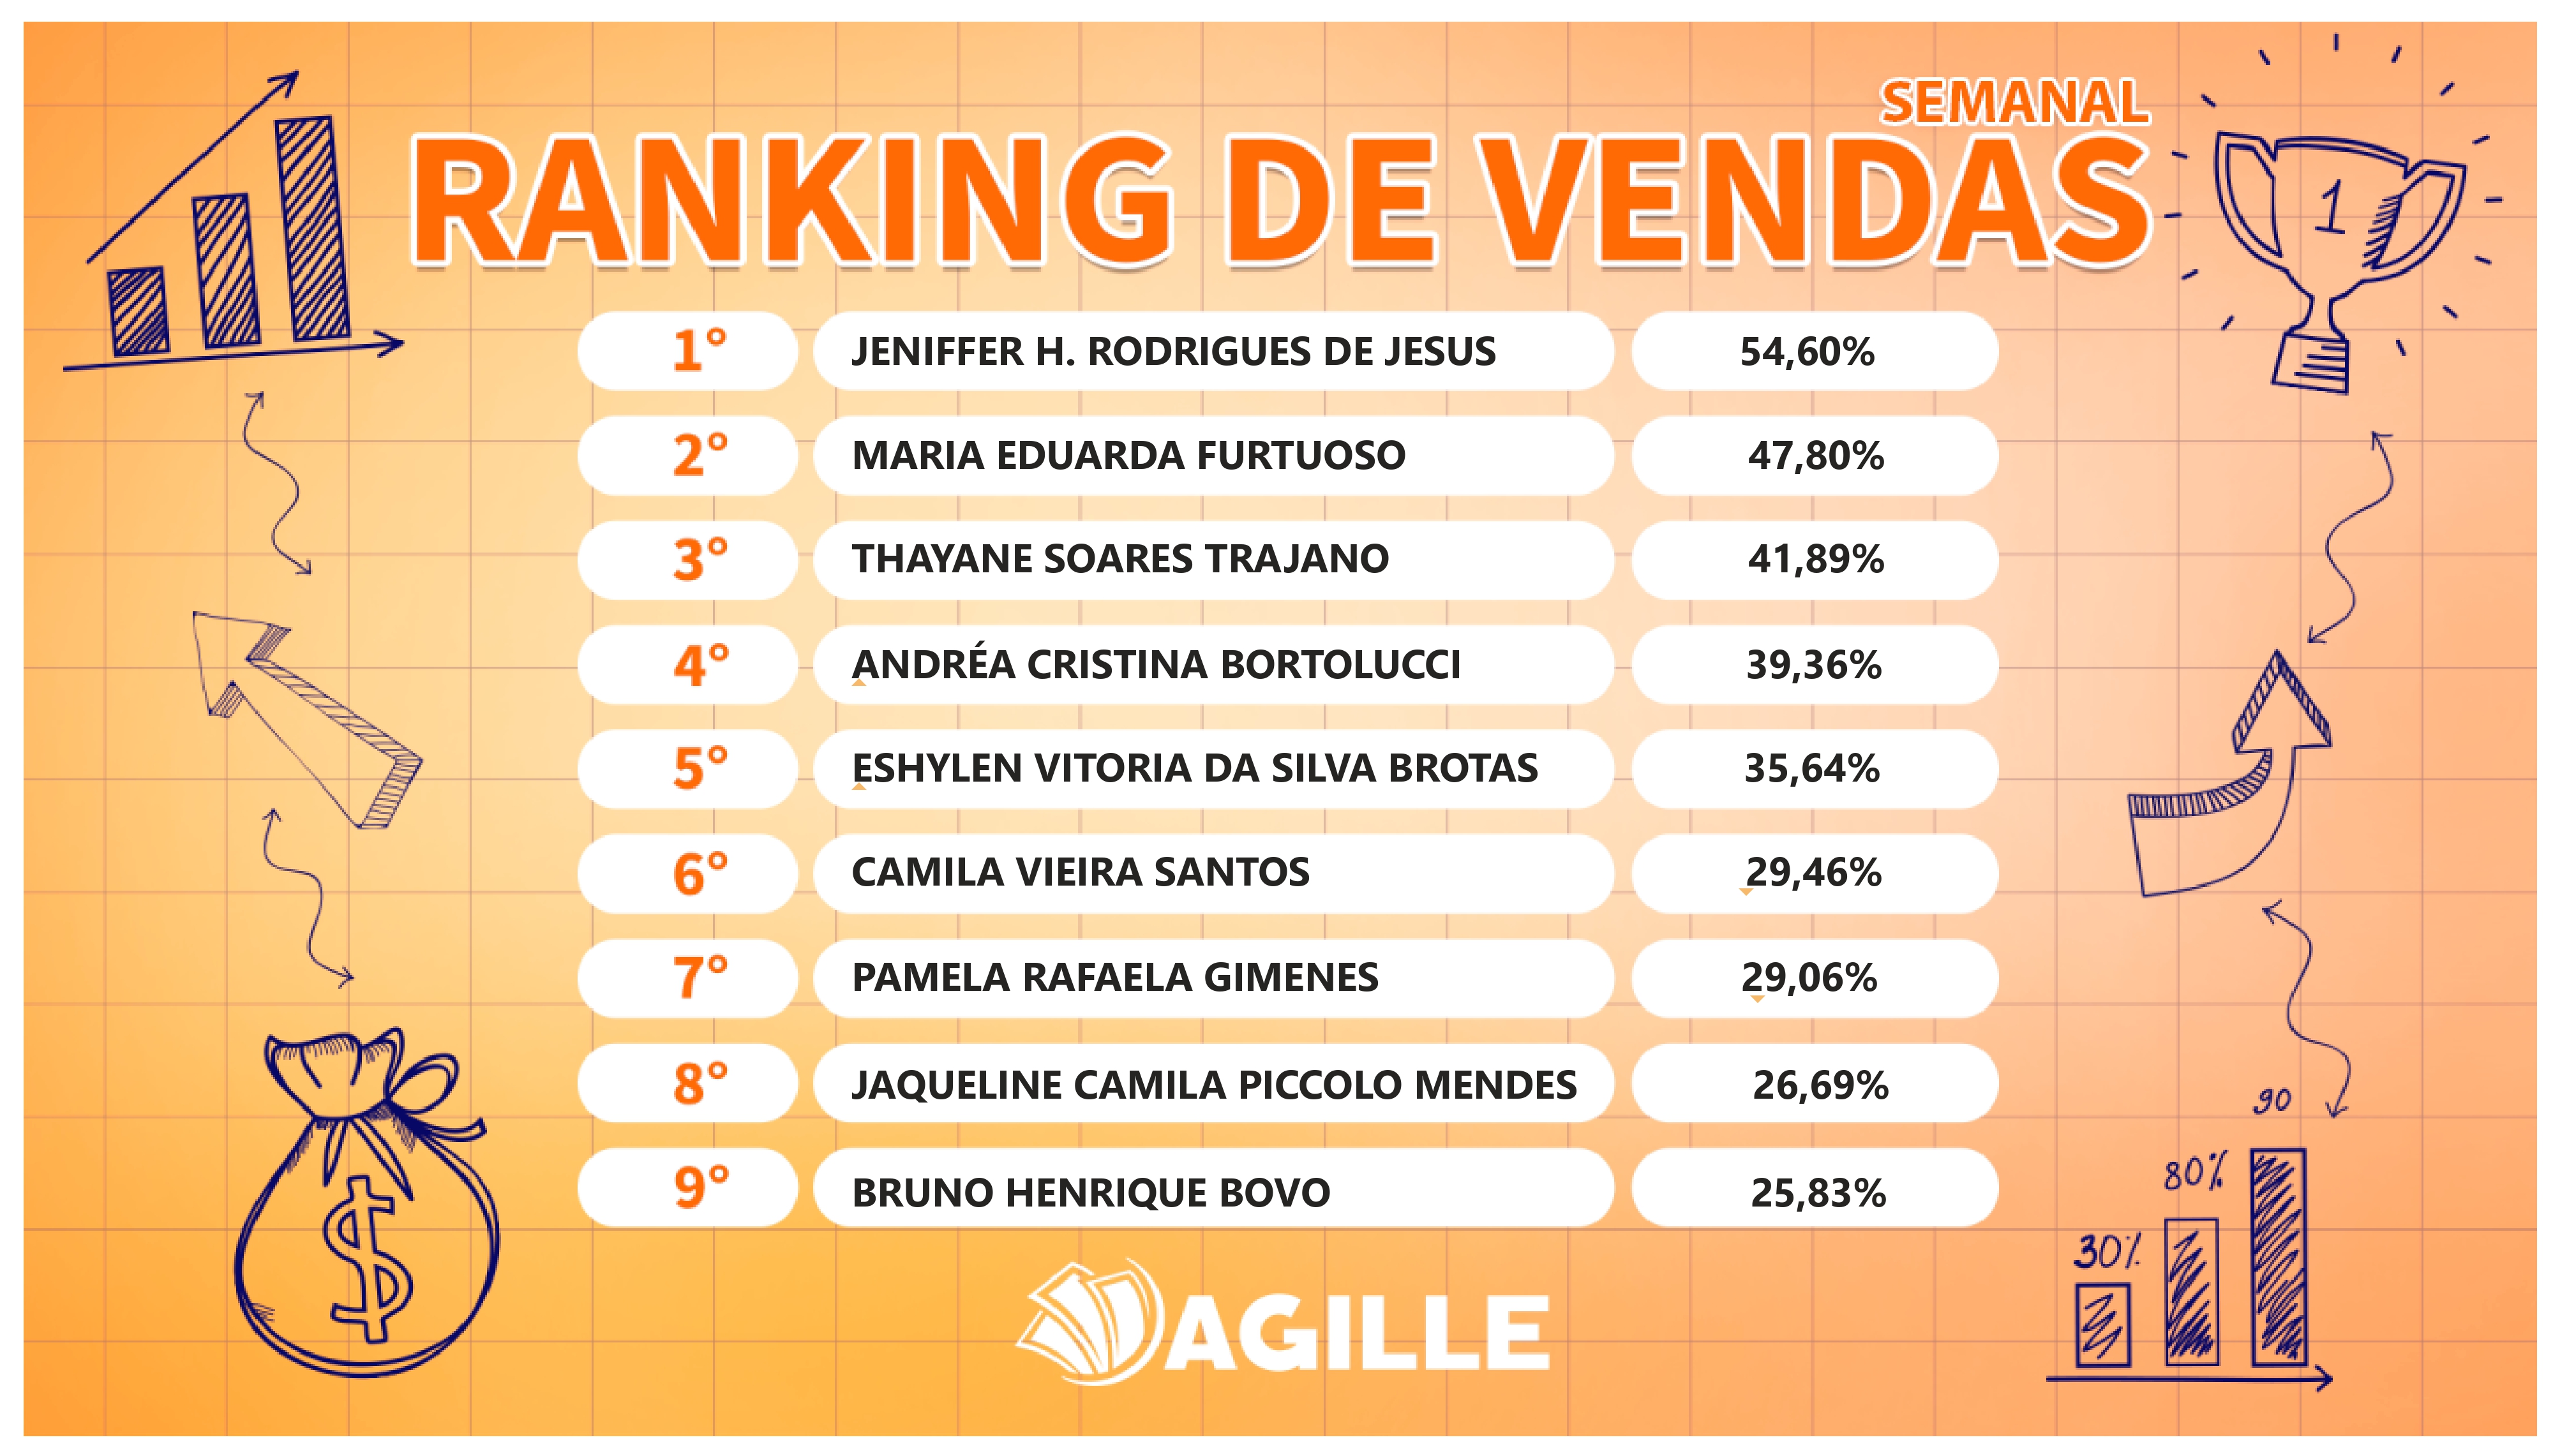 SEMANAL
RANKING DE VENDAS
1
1° JENIFFER H. RODRIGUES DE JESUS 54,60%
2° MARIA EDUARDA FURTUOSO 47,80%
3° THAYANE SOARES TRAJANO 41,89%
4° ANDRÉA CRISTINA BORTOLUCCI 39,36%
5° ESHYLEN VITORIA DA SILVA BROTAS 35,64%
6° CAMILA VIEIRA SANTOS 29,46%
7° PAMELA RAFAELA GIMENES 29,06%
8° JAQUELINE CAMILA PICCOLO MENDES 26,69%
9° BRUNO HENRIQUE BOVO 25,83%
$
90
80%
30%
AGILLE